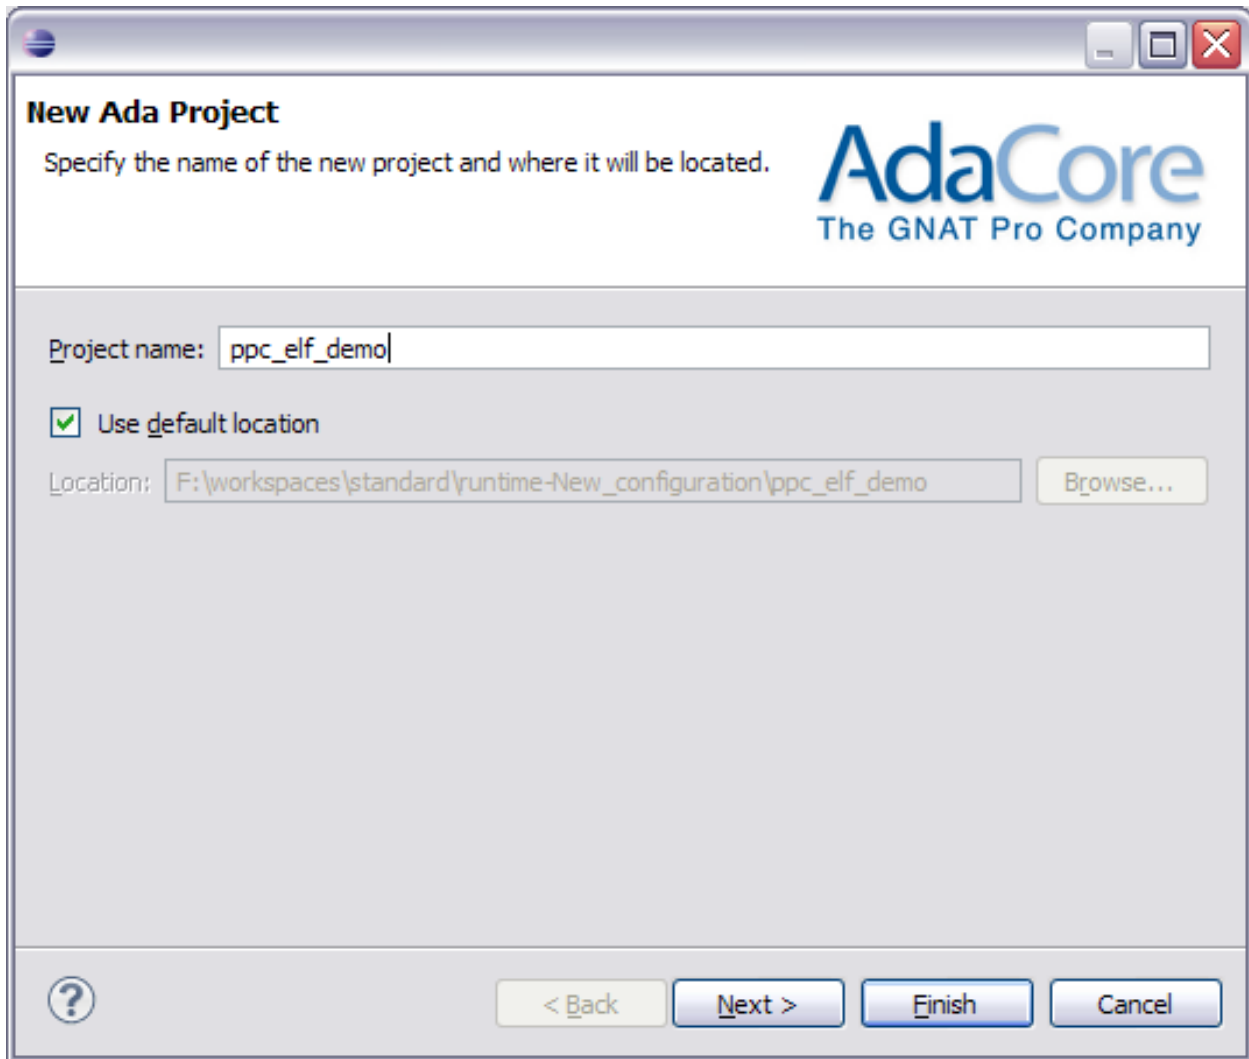 New Ada Project
Specify the name of the new project and where it will be located.
AdaCore
The GNAT Pro Company
Project name: ppc_elf_demo
Use default location
Location: F:\workspaces\standard\runtime-New_configuration\ppc_elf_demo Browse...
?
< Back Next > Finish Cancel